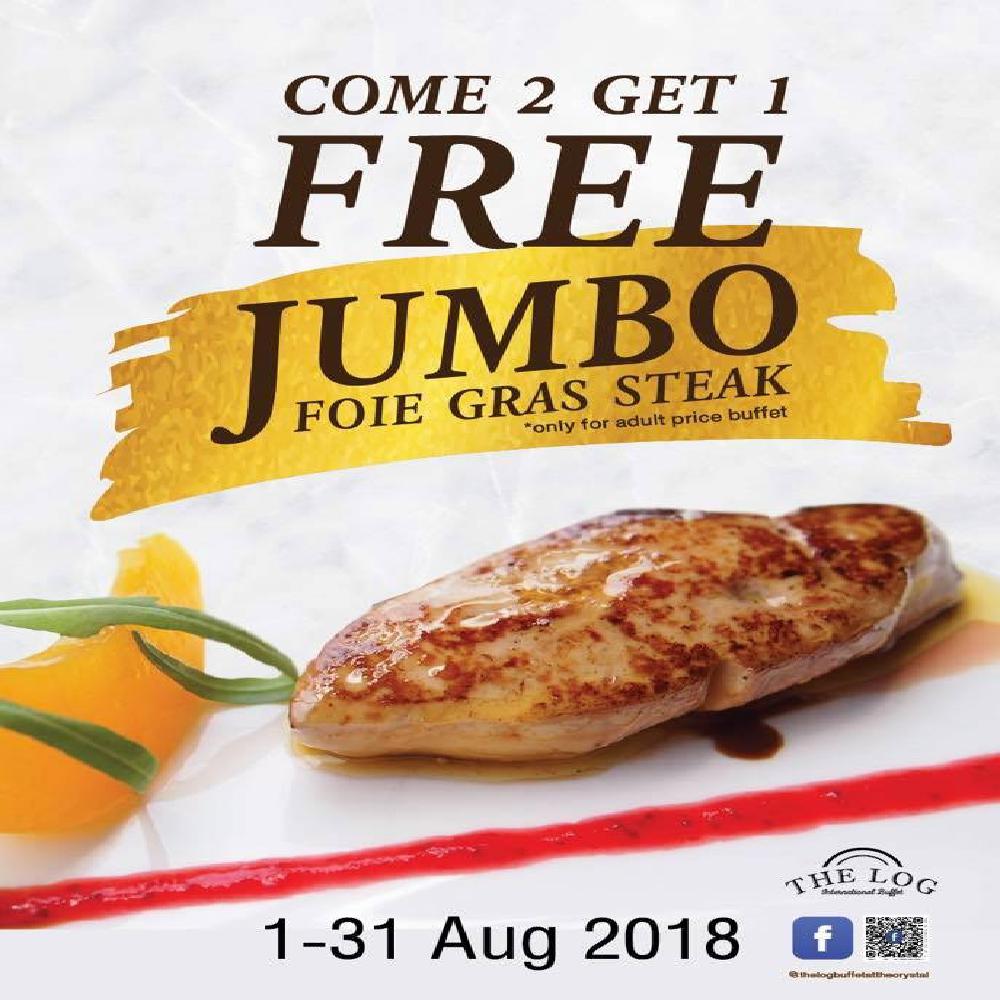 COME 2 GET 1
FREE
JUMBO
FOIE GRAS STEAK
*only for adult price buffet
THE LOG
International Buffet
1-31 Aug 2018
f
@thelogbuffetatthecrystal